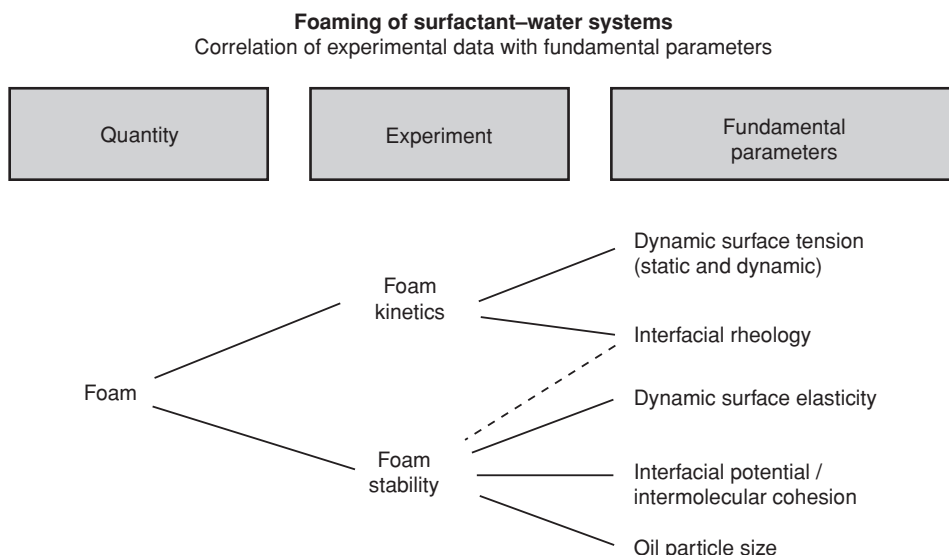 Foaming of surfactant–water systems
Correlation of experimental data with fundamental parameters
Quantity
Experiment
Fundamental
parameters
Dynamic surface tension
(static and dynamic)
Foam
kinetics
Interfacial rheology
Foam
Dynamic surface elasticity
Foam
stability
Interfacial potential /
intermolecular cohesion
Oil particle size